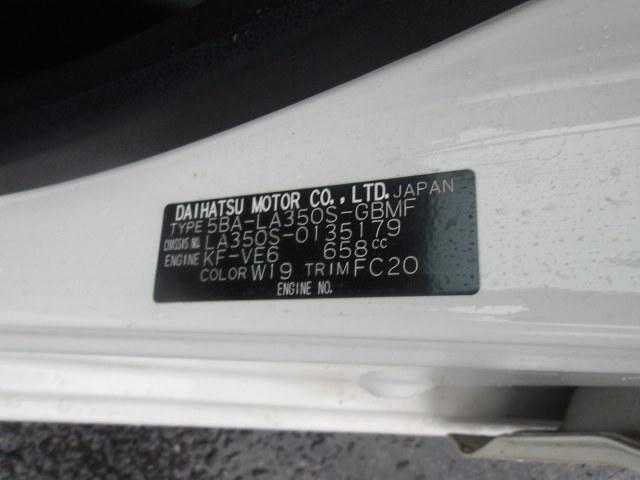 DAIHATSU MOTOR CO., LTD. JAPAN
TYPE 5BA-LA350S-GBMF
CHASSIS NO. LA350S-0135179
ENGINE KF-VE6 658cc
COLOR W19 TRIM FC20
ENGINE NO.